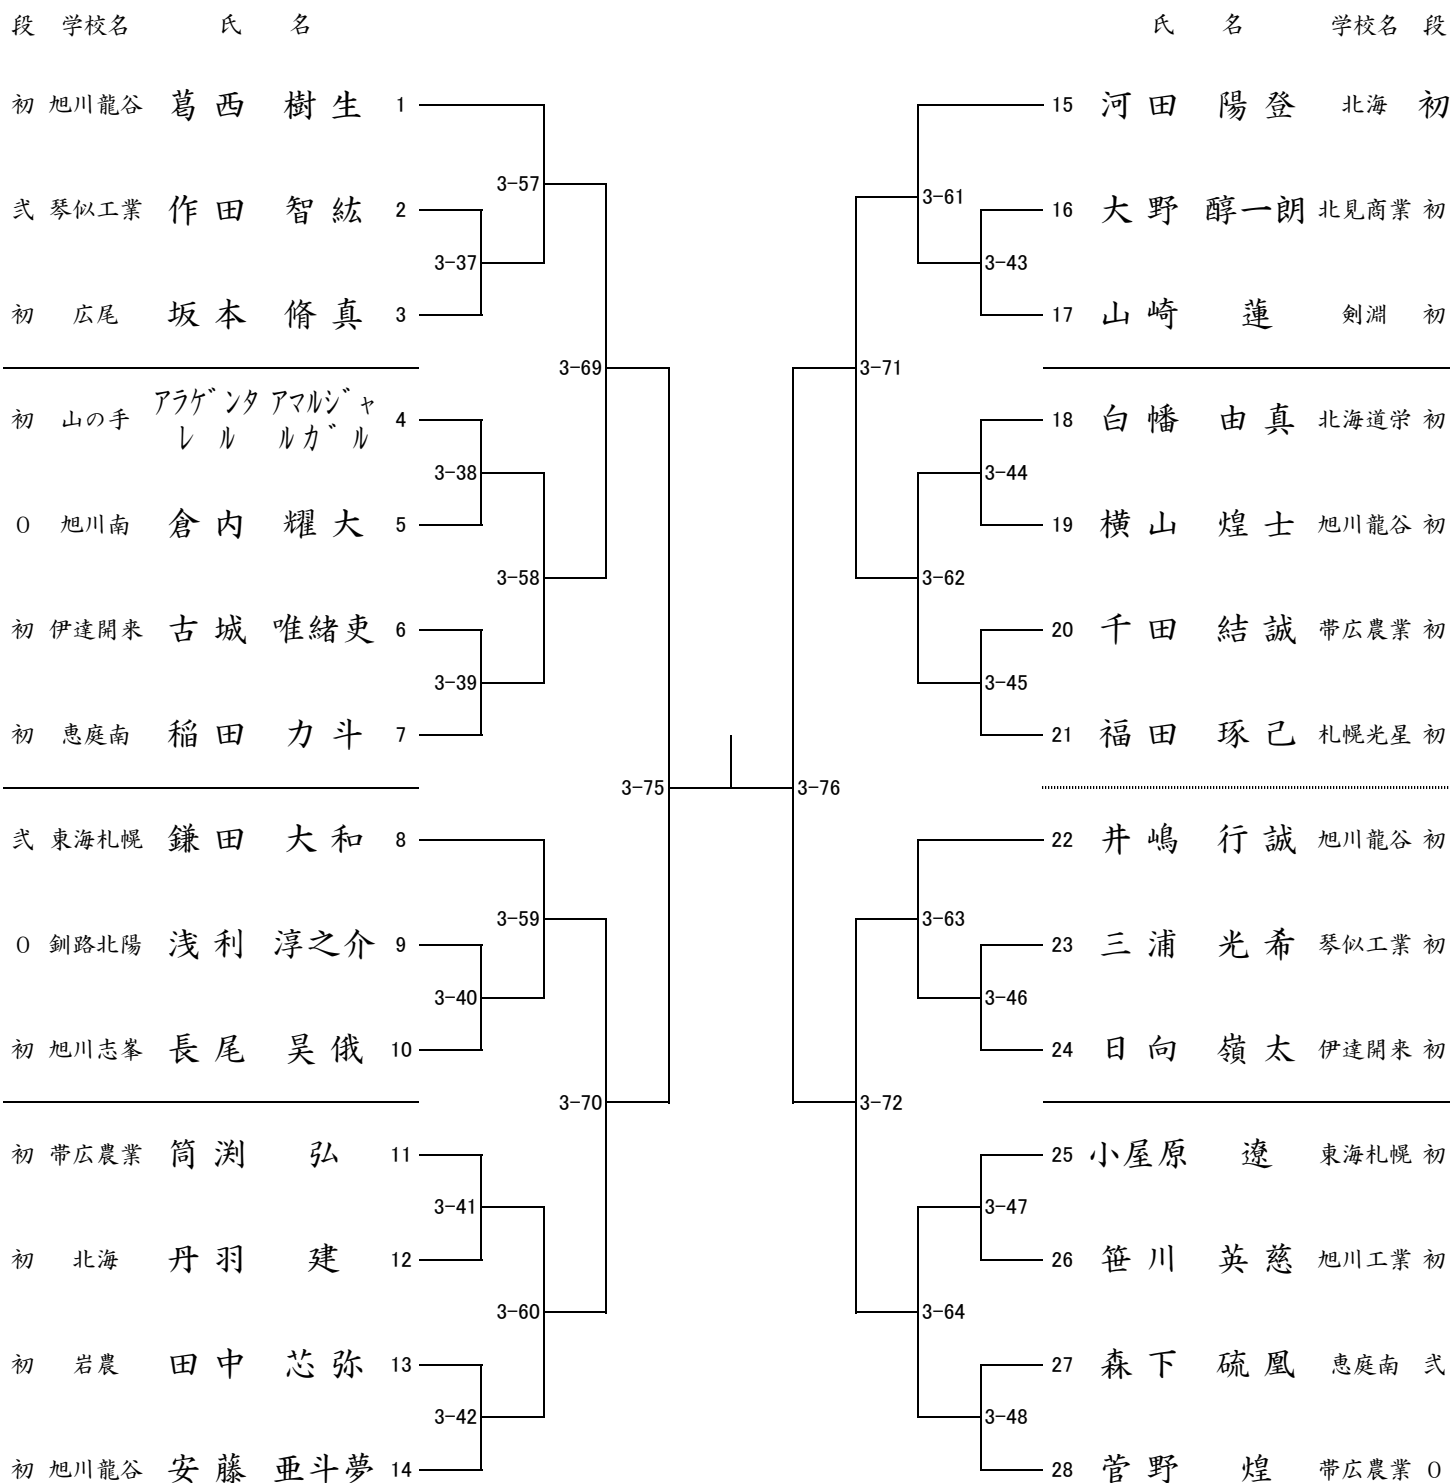 段 学校名 氏 名
初 旭川龍谷 葛西 樹生 1
3-57
弐 琴似工業 作田 智紘 2
3-37
初 広尾 坂本 脩真 3
3-69
初 山の手 アラゲンタ アマルジャ 4
レル ルガル
3-38
0 旭川南 倉内 耀大 5
3-58
初 伊達開来 古城 唯緒吏 6
3-39
初 恵庭南 稲田 力斗 7
3-75
弐 東海札幌 鎌田 大和 8
3-59
0 釧路北陽 浅利 淳之介 9
3-40
初 旭川志峯 長尾 昊俄 10
3-70
初 帯広農業 筒渕 弘 11
3-41
初 北海 丹羽 建 12
3-60
初 岩農 田中 芯弥 13
3-42
初 旭川龍谷 安藤 亜斗夢 14
氏 名 学校名 段
15 河田 陽登 北海 初
3-61
16 大野 醇一朗 北見商業 初
3-43
17 山崎 蓮 剣淵 初
3-71
18 白幡 由真 北海道栄 初
3-44
19 横山 煌士 旭川龍谷 初
3-62
20 千田 結誠 帯広農業 初
3-45
21 福田 琢己 札幌光星 初
3-76
22 井嶋 行誠 旭川龍谷 初
3-63
23 三浦 光希 琴似工業 初
3-46
24 日向 嶺太 伊達開来 初
3-72
25 小屋原 遼 東海札幌 初
3-47
26 笹川 英慈 旭川工業 初
3-64
27 森下 硫凰 恵庭南 弐
3-48
28 菅野 煌 帯広農業 0